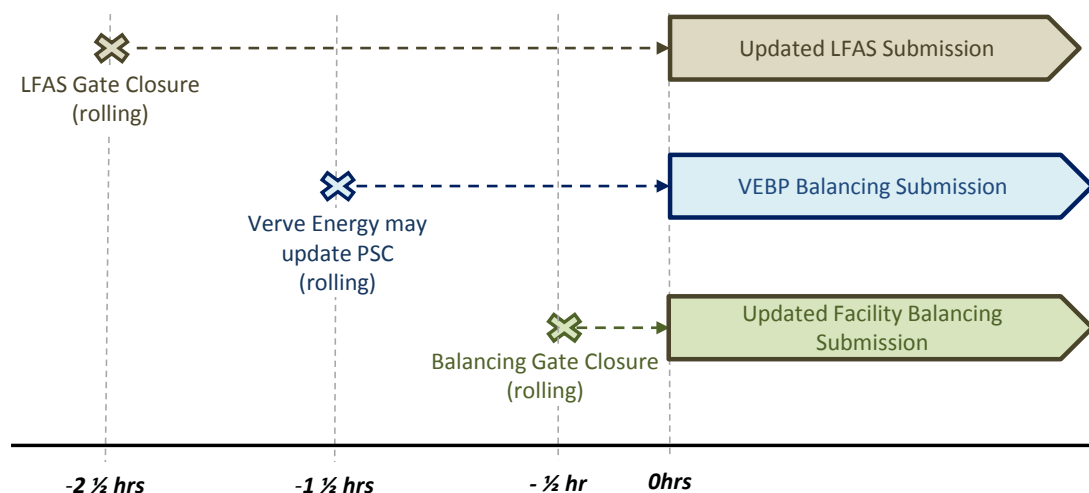 Updated LFAS Submission
LFAS Gate Closure
(rolling)
VEBP Balancing Submission
Verve Energy may
update PSC
(rolling)
Updated Facility Balancing
Submission
Balancing Gate Closure
(rolling)
-2 ½ hrs
-1 ½ hrs
- ½ hr
0hrs